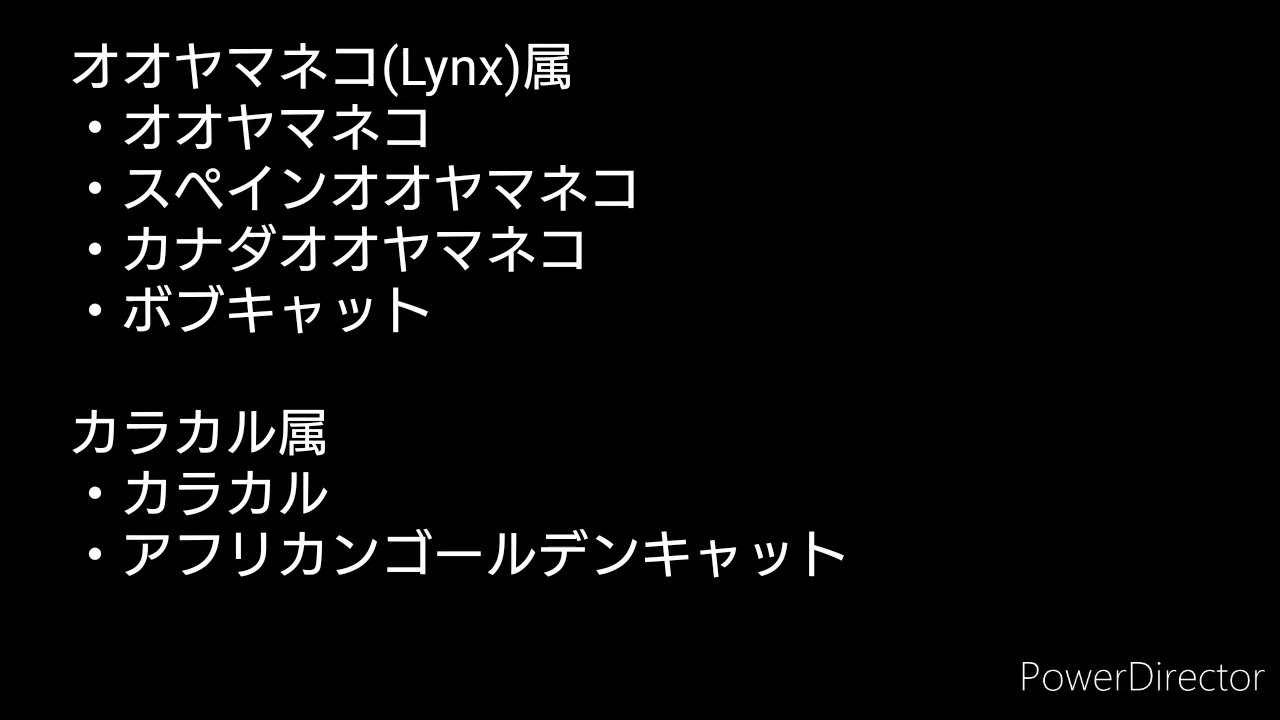 オオヤマネコ(Lynx)属
・オオヤマネコ
・スペインオオヤマネコ
・カナダオオヤマネコ
・ボブキャット
カラカル属
・カラカル
・アフリカンゴールデンキャット
PowerDirector